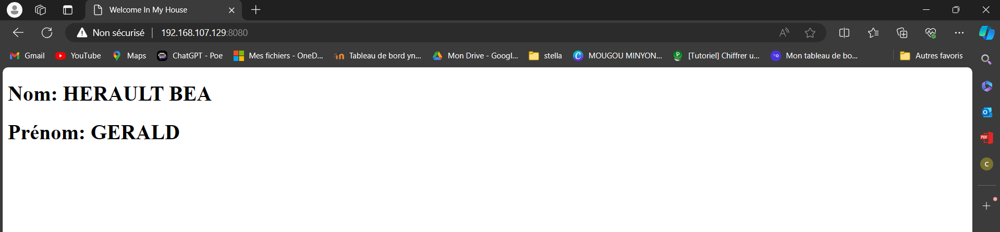 Welcome In My House
Non sécurisé | 192.168.107.129:8080
Gmail YouTube Maps ChatGPT - Poe Mes fichiers - OneD... Tableau de bord yn... Mon Drive - Googl... stella MOUGOU MINYON... [Tutoriel] Chiffrer u... Mon tableau de bo... Autres favoris
Nom: HERAULT BEA
Prénom: GERALD
PDF
C